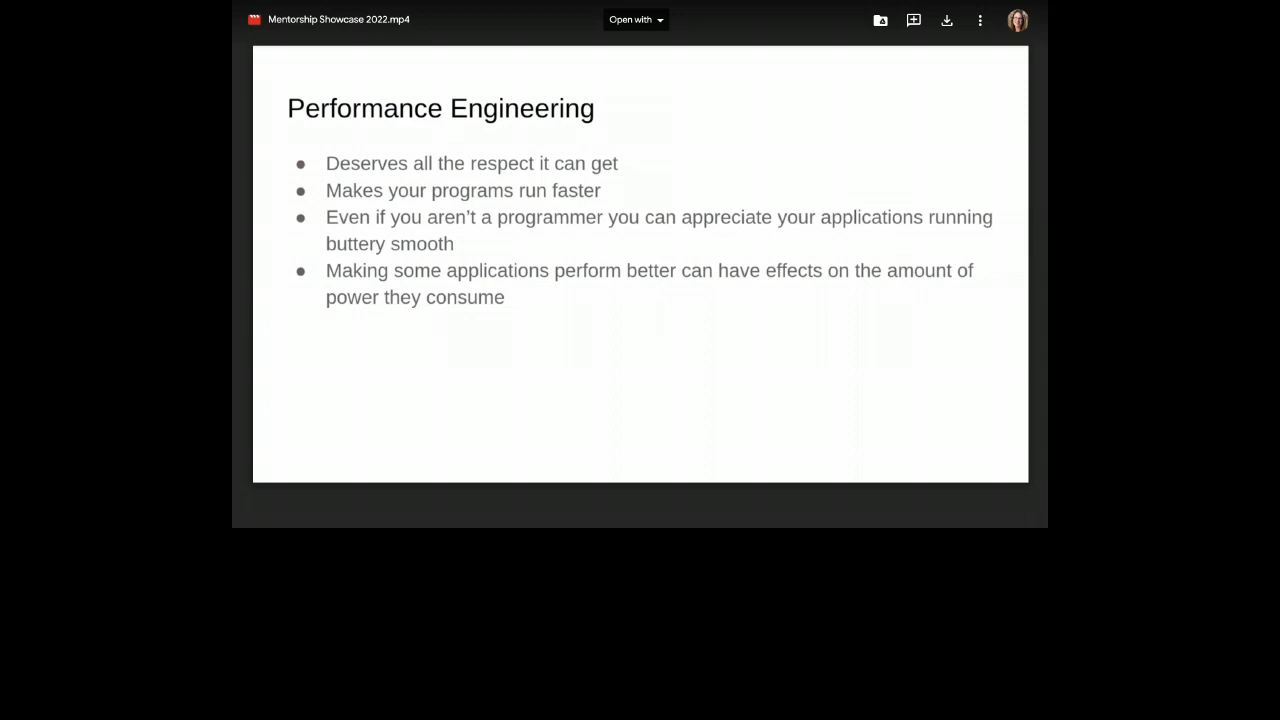 Mentorship Showcase 2022.mp4
Open with
Performance Engineering
● Deserves all the respect it can get
● Makes your programs run faster
● Even if you aren't a programmer you can appreciate your applications running
buttery smooth
● Making some applications perform better can have effects on the amount of
power they consume